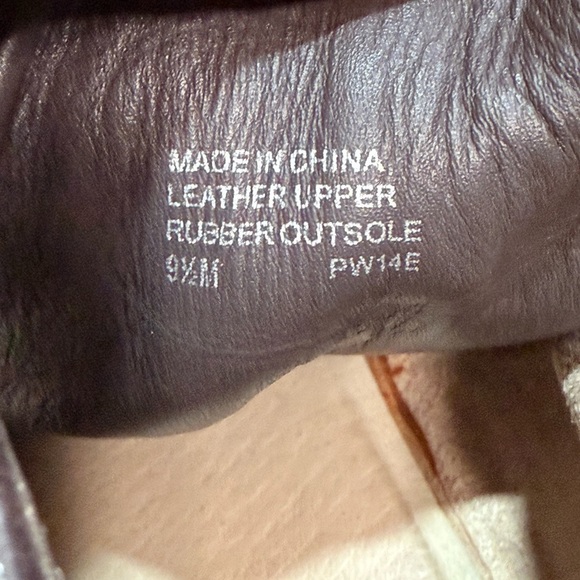 MADE IN CHINA
LEATHER UPPER
RUBBER OUTSOLE
9½M PW14E